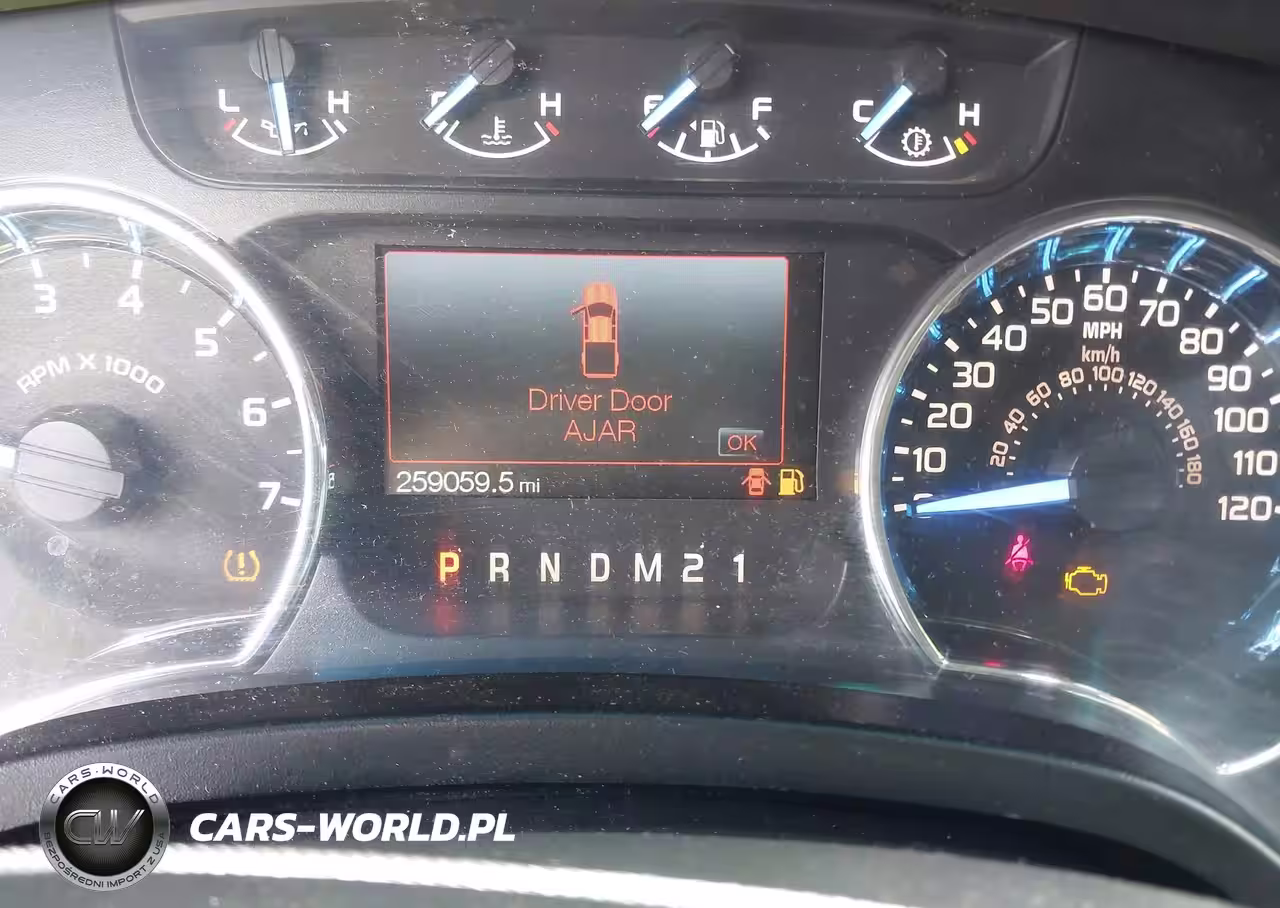 L H
H
E F
C H
3 4 5 6 7
RPM X 1000
Driver Door
AJAR
OK
259059.5 mi
P R N D M 2 1
10 20 30 40 50 60 70 80 90 100 110 120
MPH
km/h
20 40 60 80 100 120 140 160 180
CARS-WORLD
CW
BEZPOŚREDNI IMPORT Z USA
CARS-WORLD.PL